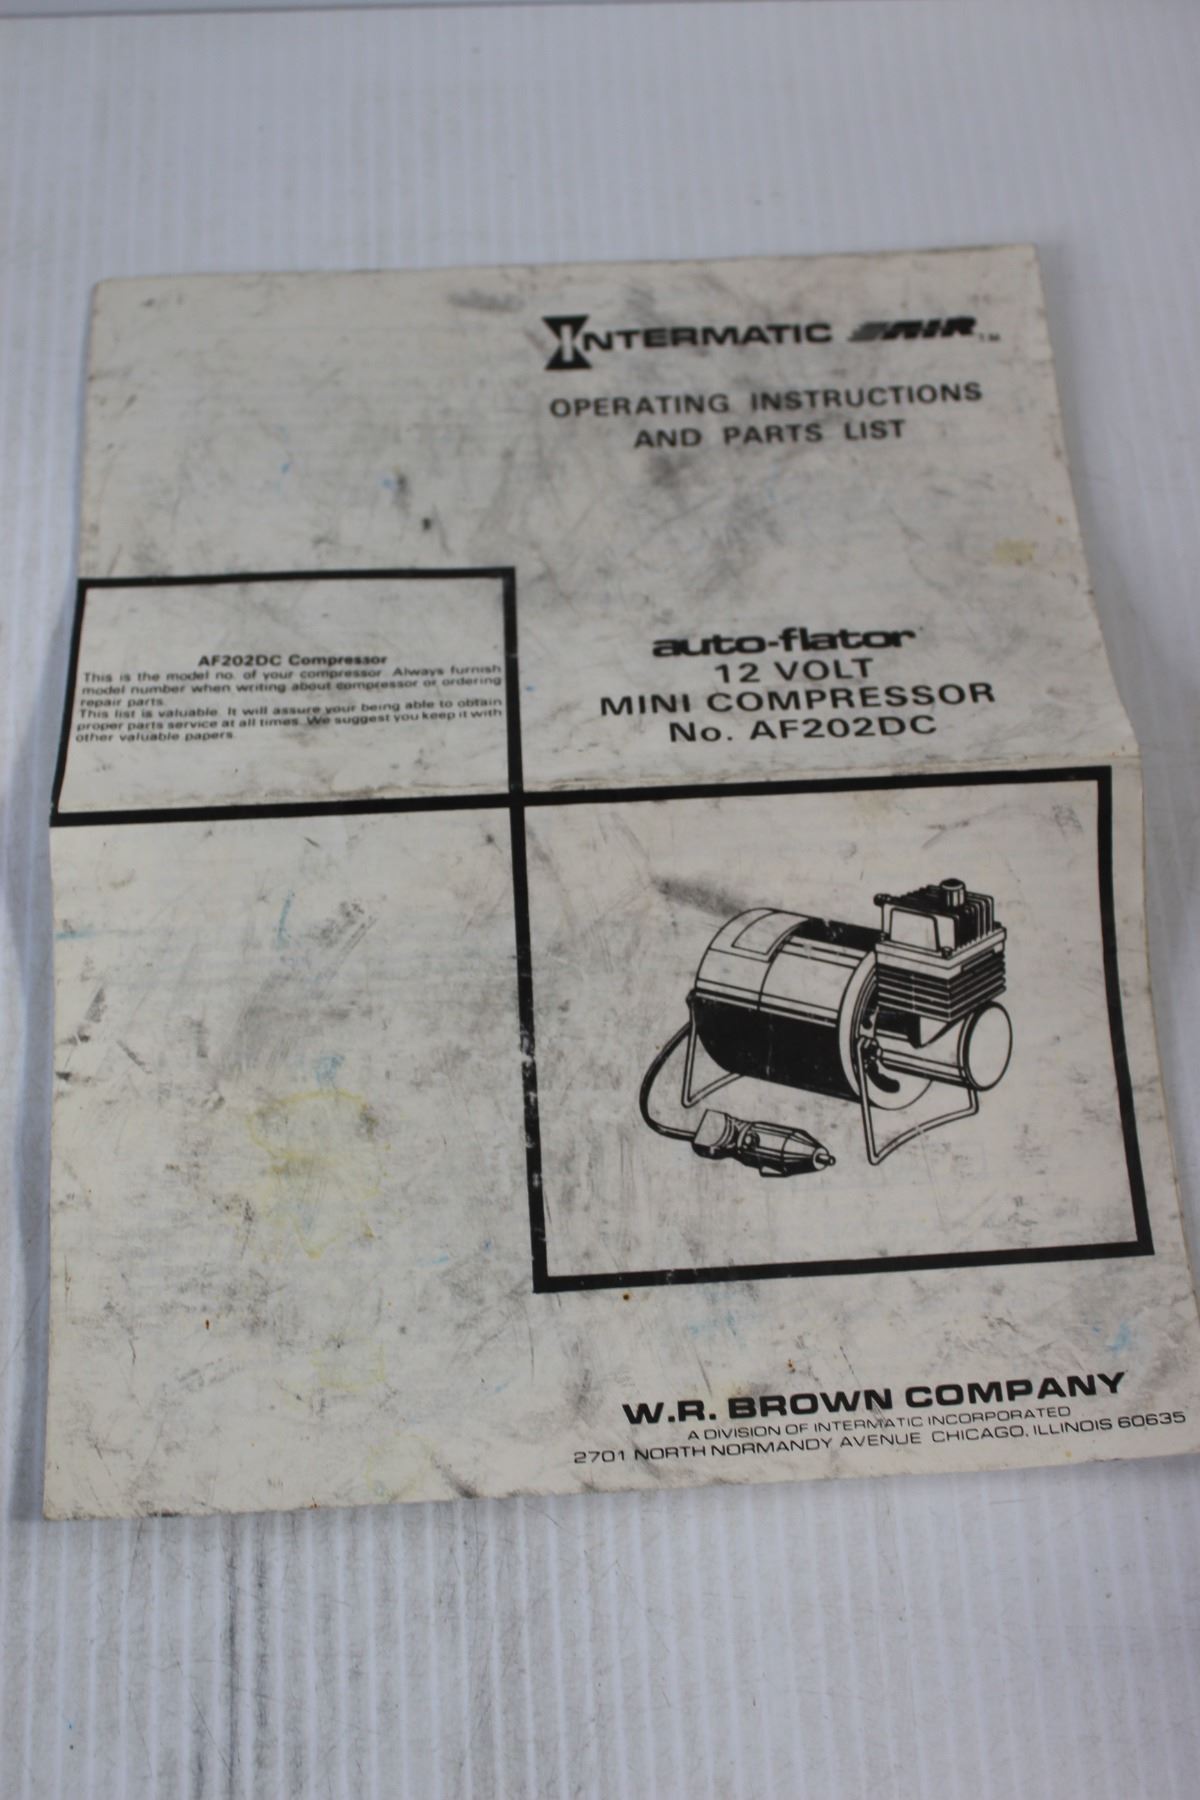 INTERMATIC AIR TM
OPERATING INSTRUCTIONS
AND PARTS LIST
AF202DC Compressor
This is the model no. of your compressor. Always furnish
model number when writing about compressor or ordering
repair parts.
This list is valuable. It will assure your being able to obtain
proper parts service at all times. We suggest you keep it with
other valuable papers.
auto-flator
12 VOLT
MINI COMPRESSOR
No. AF202DC
W.R. BROWN COMPANY
A DIVISION OF INTERMATIC INCORPORATED
2701 NORTH NORMANDY AVENUE CHICAGO, ILLINOIS 60635